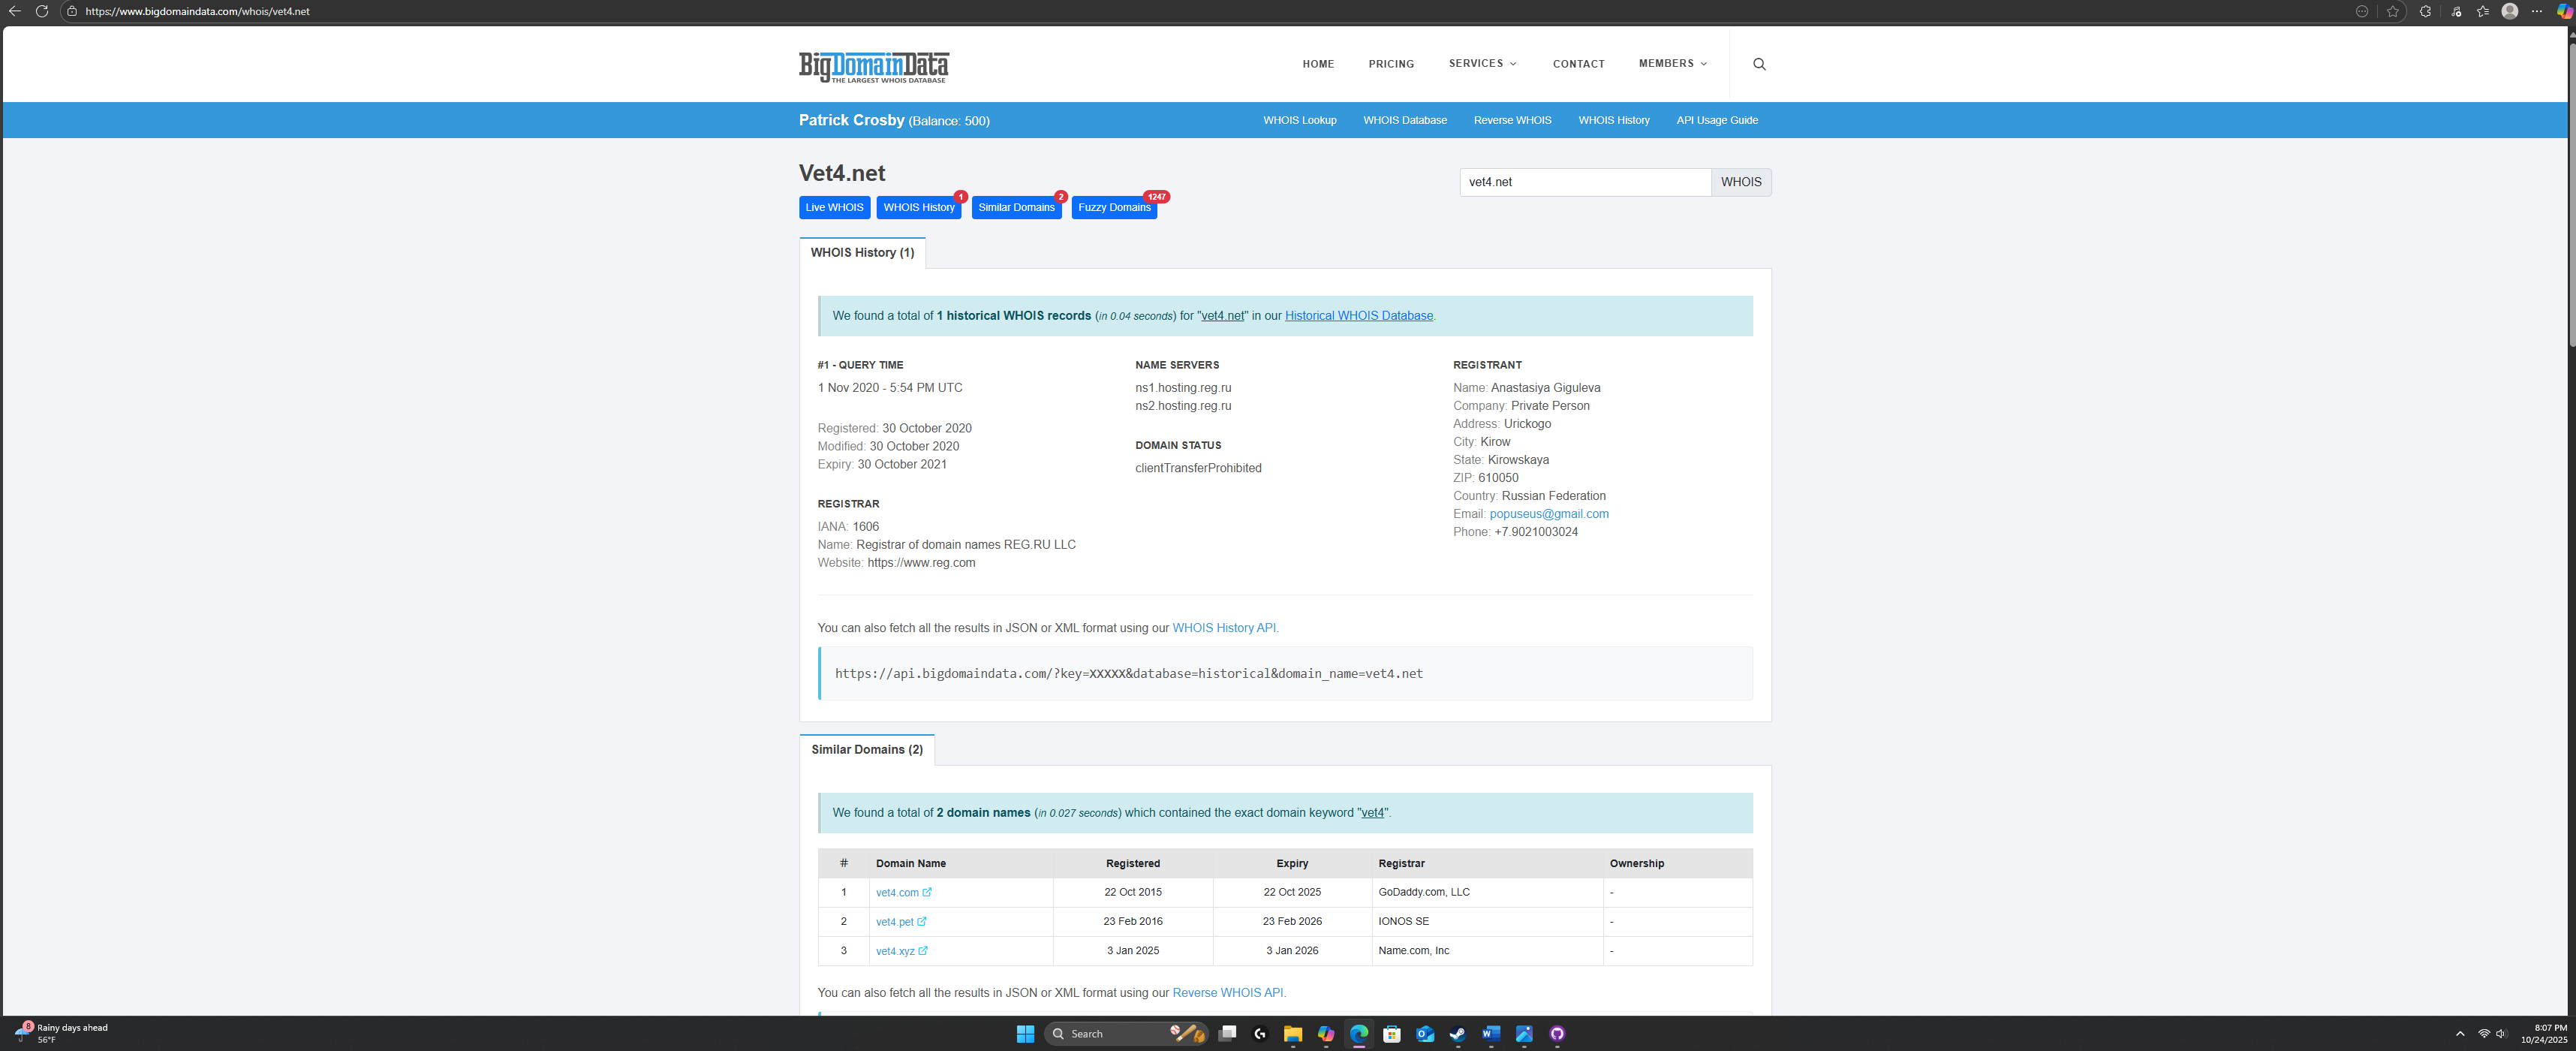 https://www.bigdomaindata.com/whois/vet4.net
BigDomainData
THE LARGEST WHOIS DATABASE
HOME PRICING SERVICES CONTACT MEMBERS
Patrick Crosby (Balance: 500) WHOIS Lookup WHOIS Database Reverse WHOIS WHOIS History API Usage Guide
Vet4.net
vet4.net WHOIS
Live WHOIS WHOIS History 1 Similar Domains 2 Fuzzy Domains 1247
WHOIS History (1)
We found a total of 1 historical WHOIS records (in 0.04 seconds) for "vet4.net" in our Historical WHOIS Database.
#1 - QUERY TIME
1 Nov 2020 - 5:54 PM UTC
Registered: 30 October 2020
Modified: 30 October 2020
Expiry: 30 October 2021
REGISTRAR
IANA: 1606
Name: Registrar of domain names REG.RU LLC
Website: https://www.reg.com
NAME SERVERS
ns1.hosting.reg.ru
ns2.hosting.reg.ru
DOMAIN STATUS
clientTransferProhibited
REGISTRANT
Name: Anastasiya Giguleva
Company: Private Person
Address: Urickogo
City: Kirow
State: Kirowskaya
ZIP: 610050
Country: Russian Federation
Email: popuseus@gmail.com
Phone: +7.9021003024
You can also fetch all the results in JSON or XML format using our WHOIS History API.
https://api.bigdomaindata.com/?key=XXXXX&database=historical&domain_name=vet4.net
Similar Domains (2)
We found a total of 2 domain names (in 0.027 seconds) which contained the exact domain keyword "vet4".
# Domain Name Registered Expiry Registrar Ownership
1 vet4.com 22 Oct 2015 22 Oct 2025 GoDaddy.com, LLC -
2 vet4.pet 23 Feb 2016 23 Feb 2026 IONOS SE -
3 vet4.xyz 3 Jan 2025 3 Jan 2026 Name.com, Inc -
You can also fetch all the results in JSON or XML format using our Reverse WHOIS API.
8 Rainy days ahead
56°F
Search
8:07 PM
10/24/2025